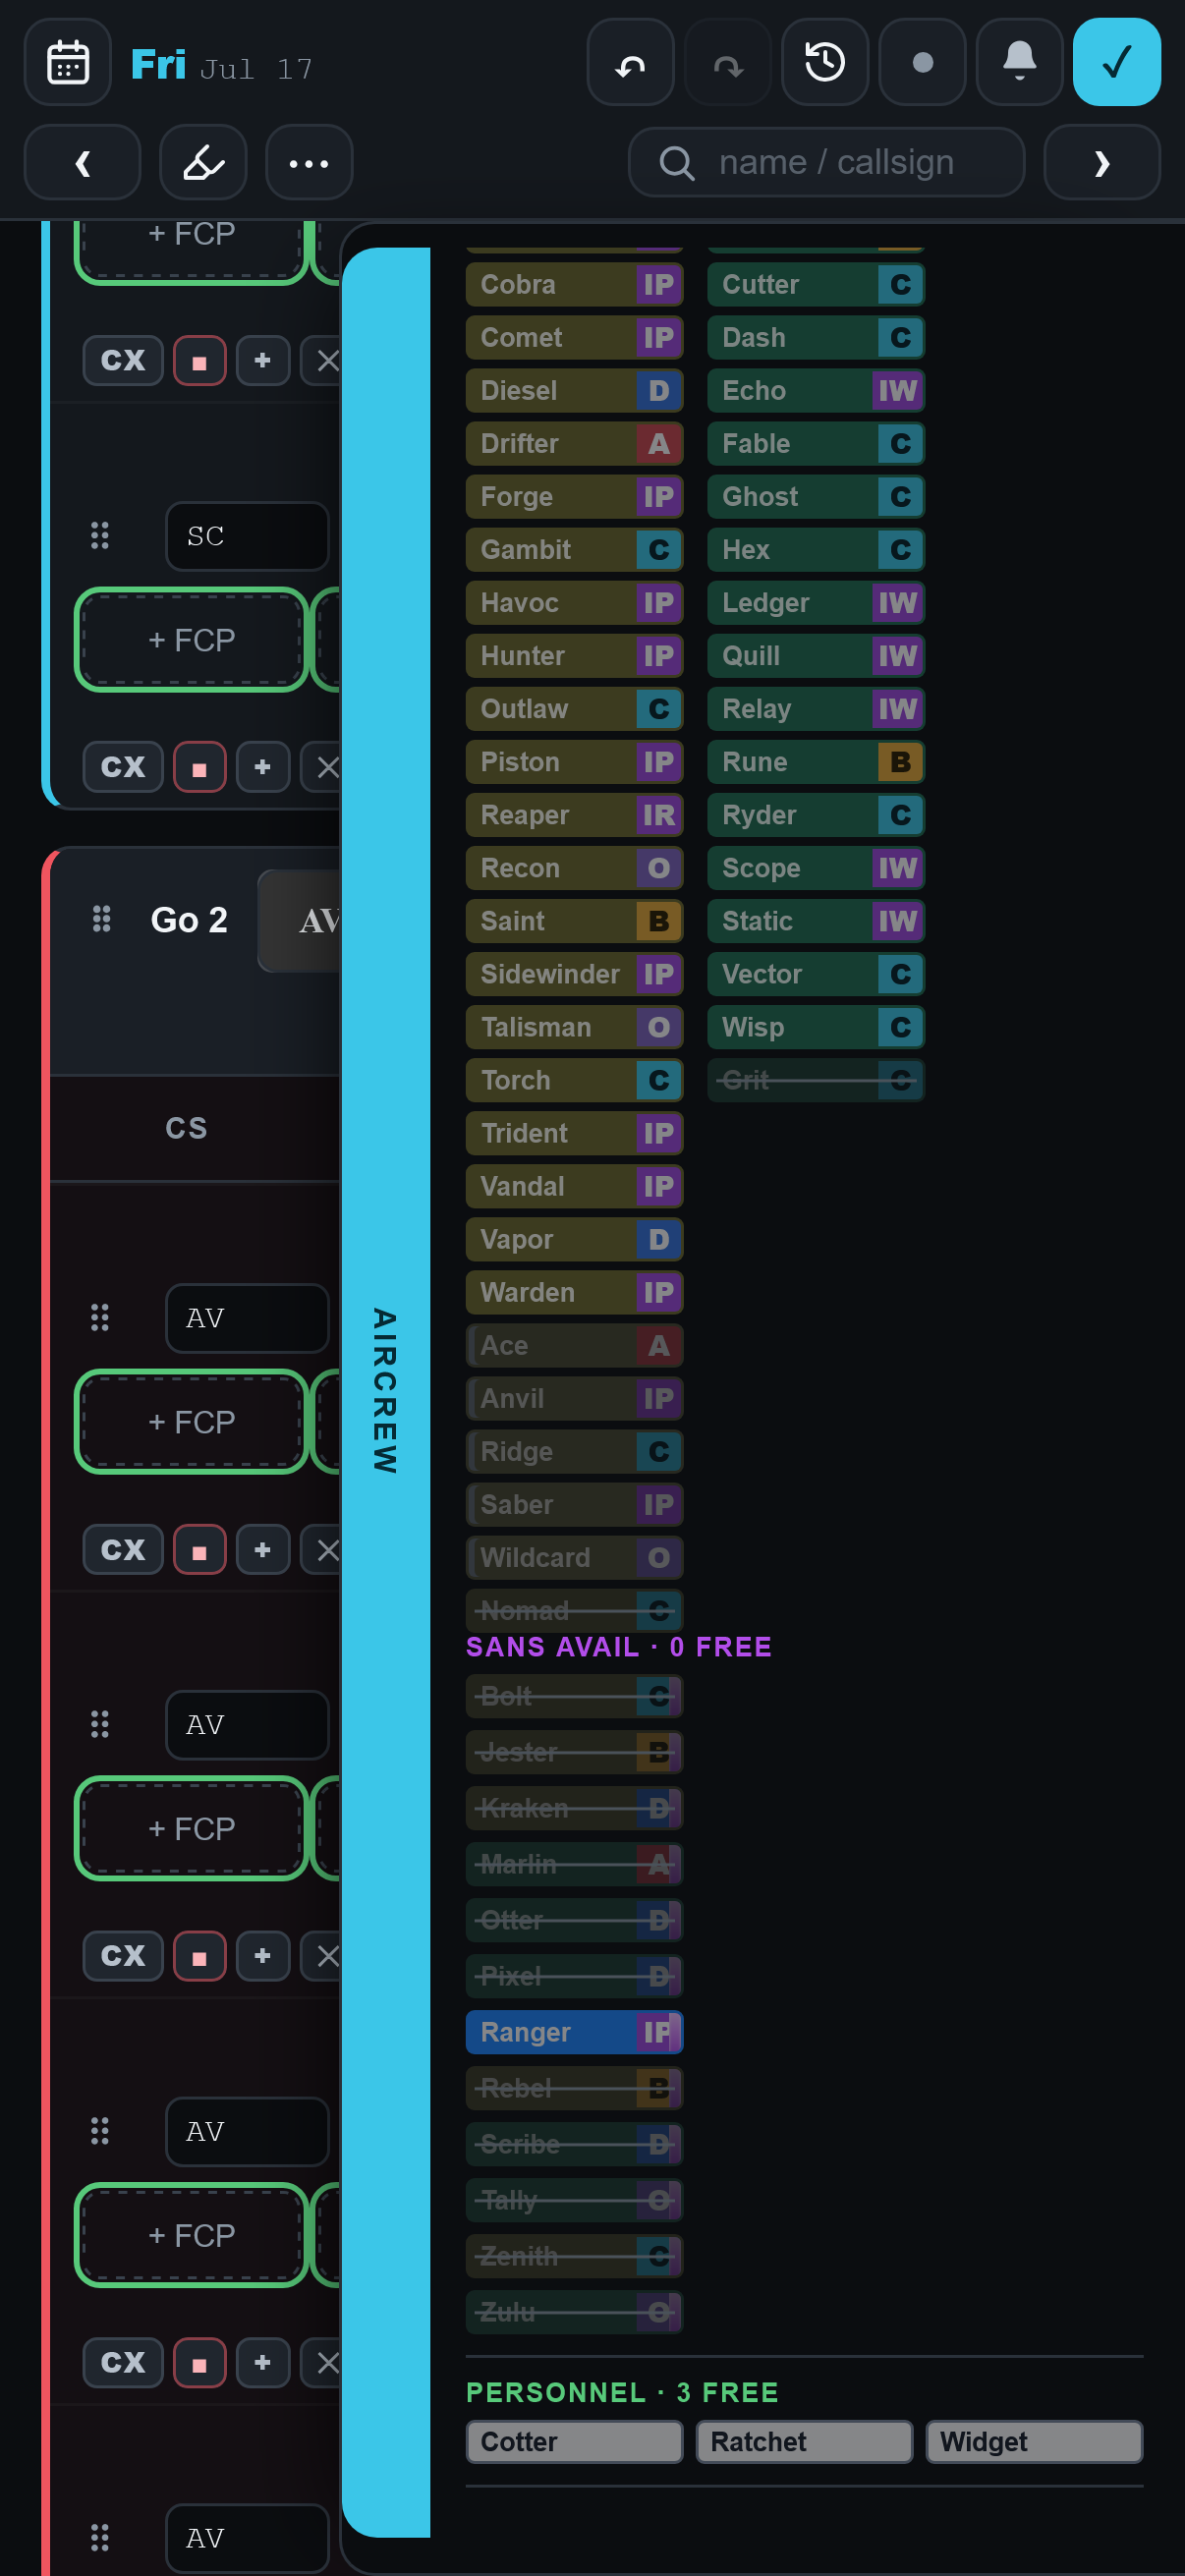 Fri Jul 17
name / callsign
+ FCP
CX +
SC
+ FCP
CX +
Go 2 AV
CS
AV
+ FCP
CX +
AV
+ FCP
CX +
AV
+ FCP
CX +
AV
AIRCREW
Cobra IP Cutter C
Comet IP Dash C
Diesel D Echo IW
Drifter A Fable C
Forge IP Ghost C
Gambit C Hex C
Havoc IP Ledger IW
Hunter IP Quill IW
Outlaw C Relay IW
Piston IP Rune B
Reaper IR Ryder C
Recon O Scope IW
Saint B Static IW
Sidewinder IP Vector C
Talisman O Wisp C
Torch C Grit C
Trident IP
Vandal IP
Vapor D
Warden IP
Ace A
Anvil IP
Ridge C
Saber IP
Wildcard O
Nomad C
SANS AVAIL · 0 FREE
Bolt C
Jester B
Kraken D
Marlin A
Otter D
Pixel D
Ranger IP
Rebel B
Scribe D
Tally O
Zenith C
Zulu O
PERSONNEL · 3 FREE
Cotter Ratchet Widget